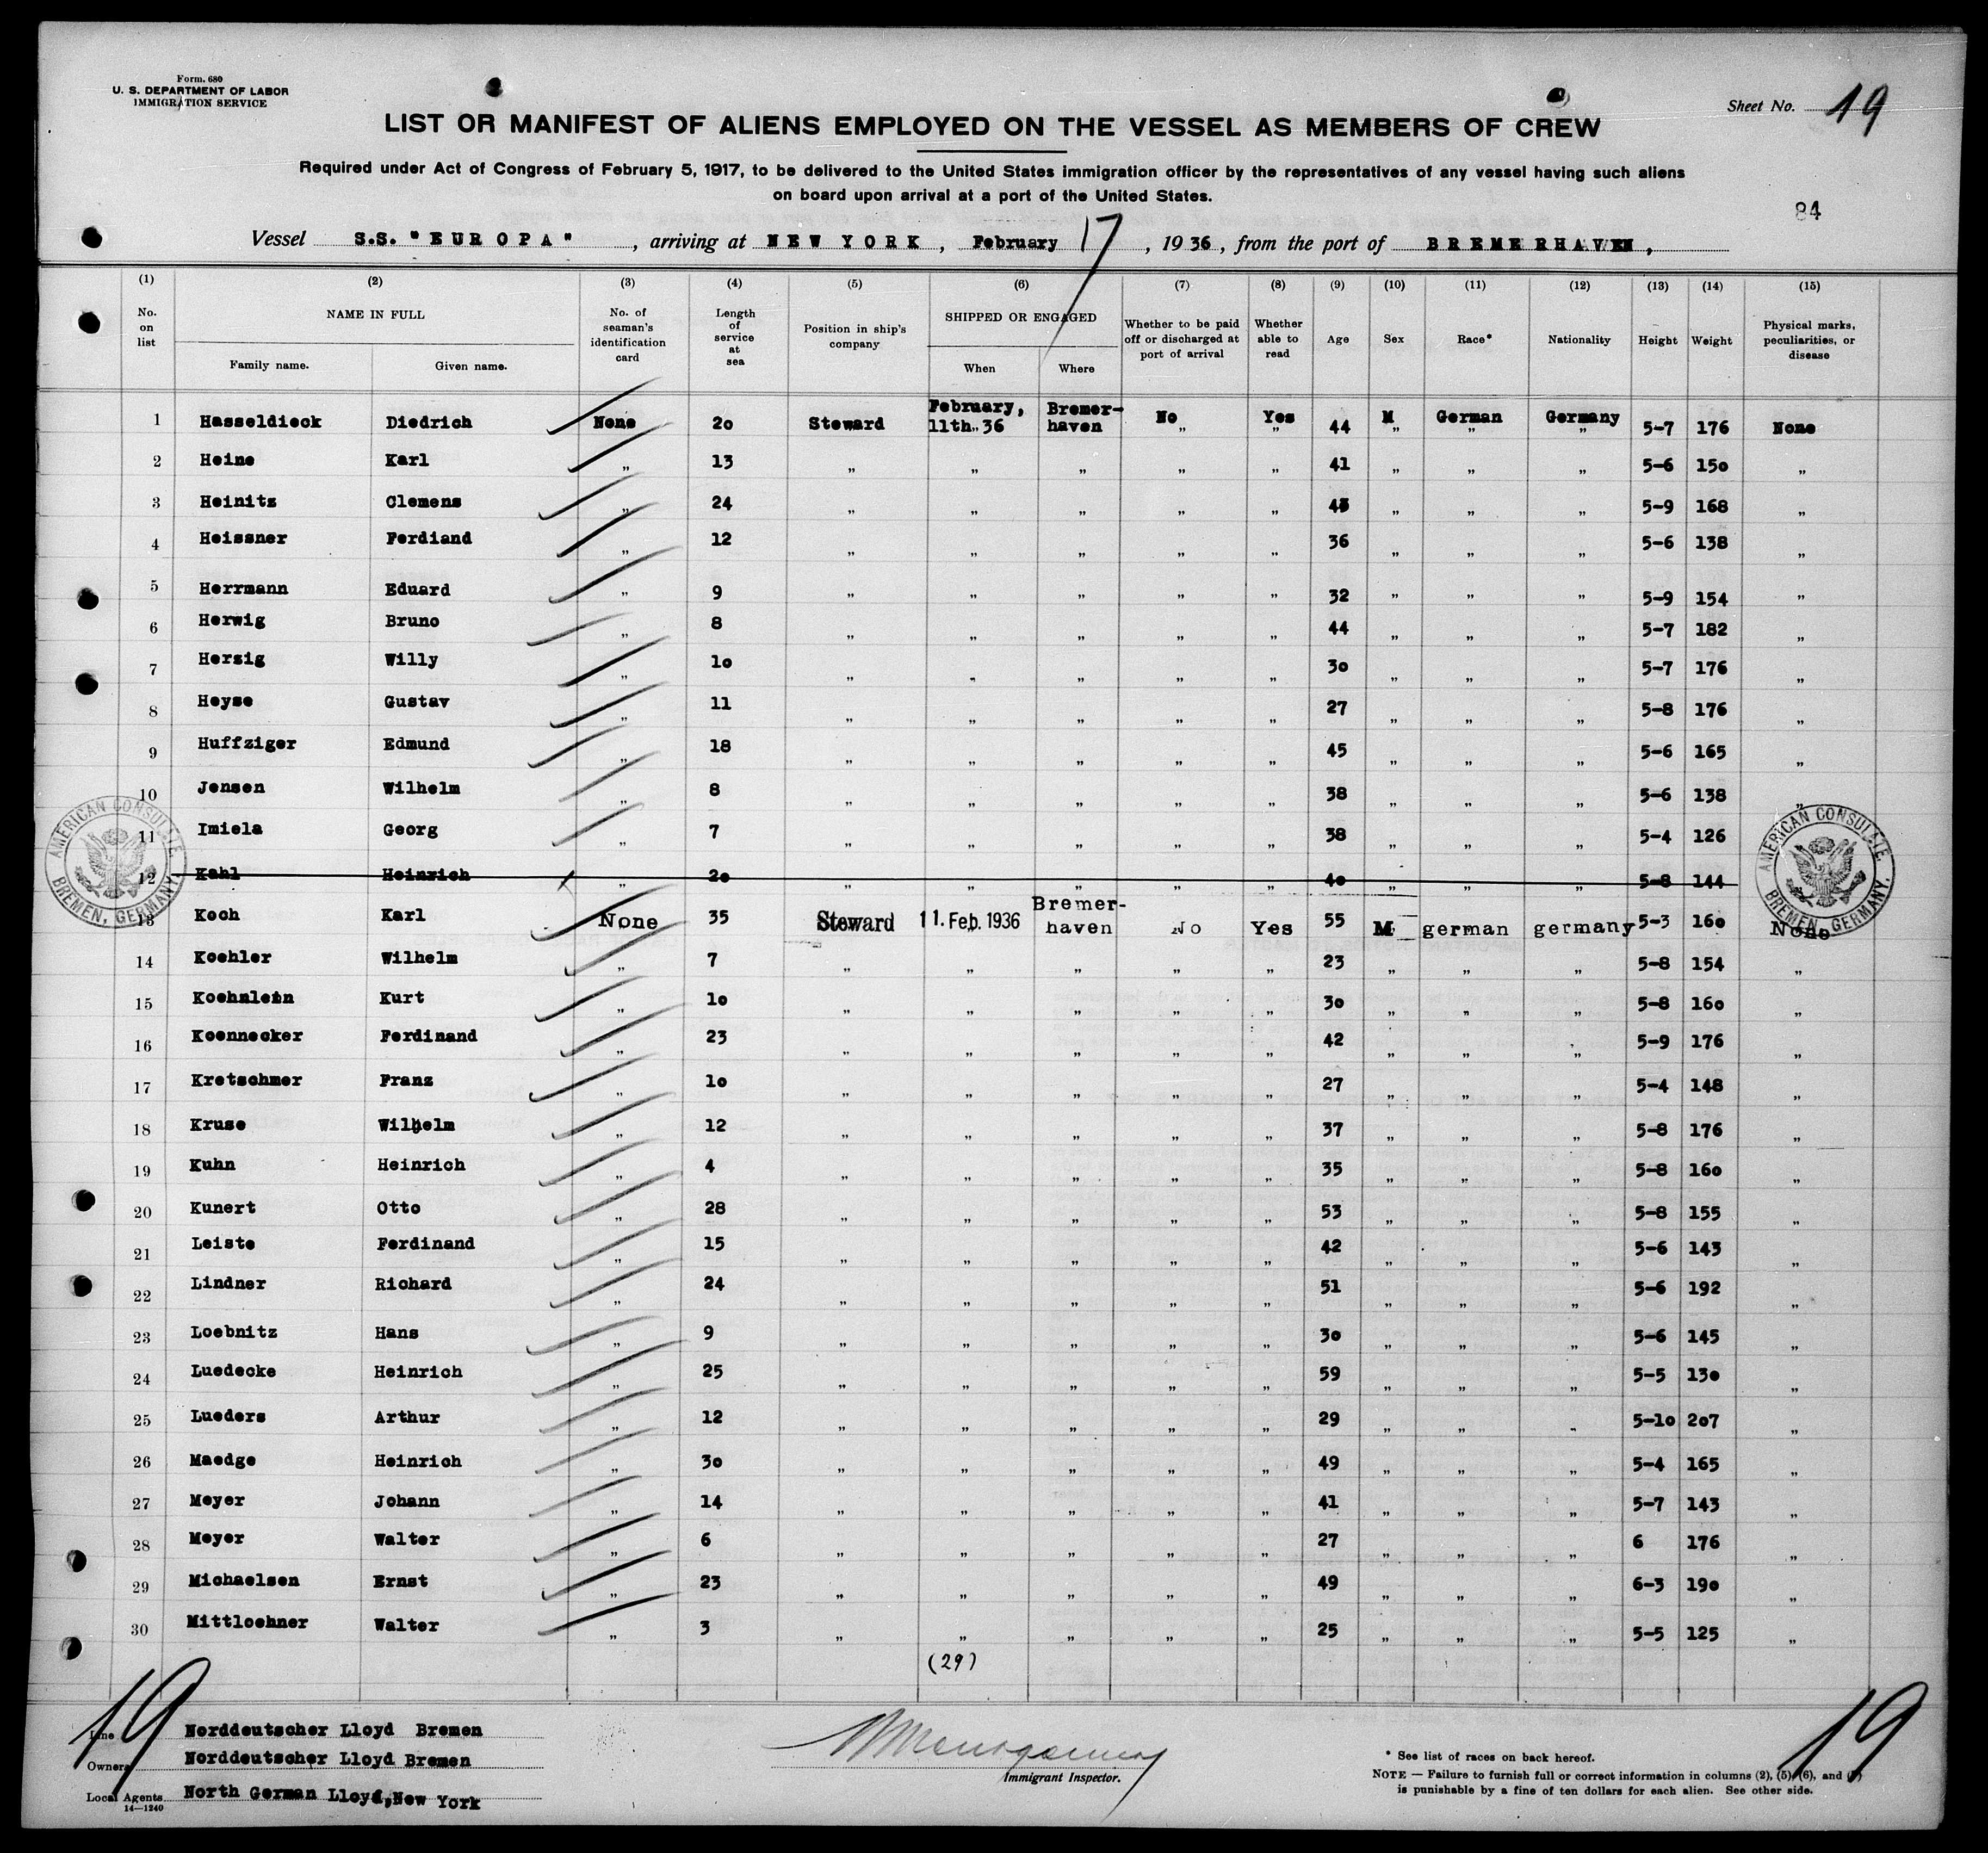 Form. 680
U. S. DEPARTMENT OF LABOR
IMMIGRATION SERVICE
Sheet No. 19
LIST OR MANIFEST OF ALIENS EMPLOYED ON THE VESSEL AS MEMBERS OF CREW
Required under Act of Congress of February 5, 1917, to be delivered to the United States immigration officer by the representatives of any vessel having such aliens
on board upon arrival at a port of the United States.
84
Vessel S.S. "EUROPA", arriving at NEW YORK, February 17, 1936, from the port of BREMERHAVEN,
(1) (2) (3) (4) (5) (6) (7) (8) (9) (10) (11) (12) (13) (14) (15)
No. on list NAME IN FULL Family name. Given name. No. of seaman's identification card Length of service at sea Position in ship's company SHIPPED OR ENGAGED When Where Whether to be paid off or discharged at port of arrival Whether able to read Age Sex Race* Nationality Height Weight Physical marks, peculiarities, or disease
1 Hasseldieck Diedrich None 20 Steward February, 11th. 36 Bremer-haven No Yes 44 M German Germany 5-7 176 None
2 Heine Karl " 13 " " " " " 41 " " " 5-6 150 "
3 Heinitz Clemens " 24 " " " " " 43 " " " 5-9 168 "
4 Heissner Ferdiand " 12 " " " " " 36 " " " 5-6 138 "
5 Herrmann Eduard " 9 " " " " " 32 " " " 5-9 154 "
6 Herwig Bruno " 8 " " " " " 44 " " " 5-7 182 "
7 Hersig Willy " 10 " " " " " 30 " " " 5-7 176 "
8 Heyse Gustav " 11 " " " " " 27 " " " 5-8 176 "
9 Huffziger Edmund " 18 " " " " " 45 " " " 5-6 165 "
10 Jensen Wilhelm " 8 " " " " " 38 " " " 5-6 138 "
11 Imiela Georg " 7 " " " " " 38 " " " 5-4 126
12 Kahl Heinrich " 20 " " " " " 40 " " " 5-8 144
13 Koch Karl None 35 Steward 11. Feb. 1936 Bremer-haven No Yes 55 M german germany 5-3 160 None
14 Koehler Wilhelm " 7 " " " " " 23 " " " 5-8 154 "
15 Koehnlein Kurt " 10 " " " " " 30 " " " 5-8 160 "
16 Koennecker Ferdinand " 23 " " " " " 42 " " " 5-9 176 "
17 Kretschmer Franz " 10 " " " " " 27 " " " 5-4 148 "
18 Kruse Wilhelm " 12 " " " " " 37 " " " 5-8 176 "
19 Kuhn Heinrich " 4 " " " " " 35 " " " 5-8 160 "
20 Kunert Otto " 28 " " " " " 53 " " " 5-8 155 "
21 Leiste Ferdinand " 15 " " " " " 42 " " " 5-6 143 "
22 Lindner Richard " 24 " " " " " 51 " " " 5-6 192 "
23 Loebnitz Hans " 9 " " " " " 30 " " " 5-6 145 "
24 Luedecke Heinrich " 25 " " " " " 59 " " " 5-5 130 "
25 Lueders Arthur " 12 " " " " " 29 " " " 5-10 207 "
26 Maedge Heinrich " 30 " " " " " 49 " " " 5-4 165 "
27 Meyer Johann " 14 " " " " " 41 " " " 5-7 143 "
28 Meyer Walter " 6 " " " " " 27 " " " 6 176 "
29 Michaelsen Ernst " 23 " " " " " 49 " " " 6-3 190 "
30 Mittloehner Walter " 3 " " " " " 25 " " " 5-5 125 "
(29)
AMERICAN CONSULATE. BREMEN, GERMANY.
AMERICAN CONSULATE. BREMEN, GERMANY.
19
19
Line Norddeutscher Lloyd Bremen
Owners Norddeutscher Lloyd Bremen
Local Agents North German Lloyd, New York
14—1240
Immigrant Inspector.
* See list of races on back hereof.
NOTE — Failure to furnish full or correct information in columns (2), (5), (6), and (7)
is punishable by a fine of ten dollars for each alien. See other side.